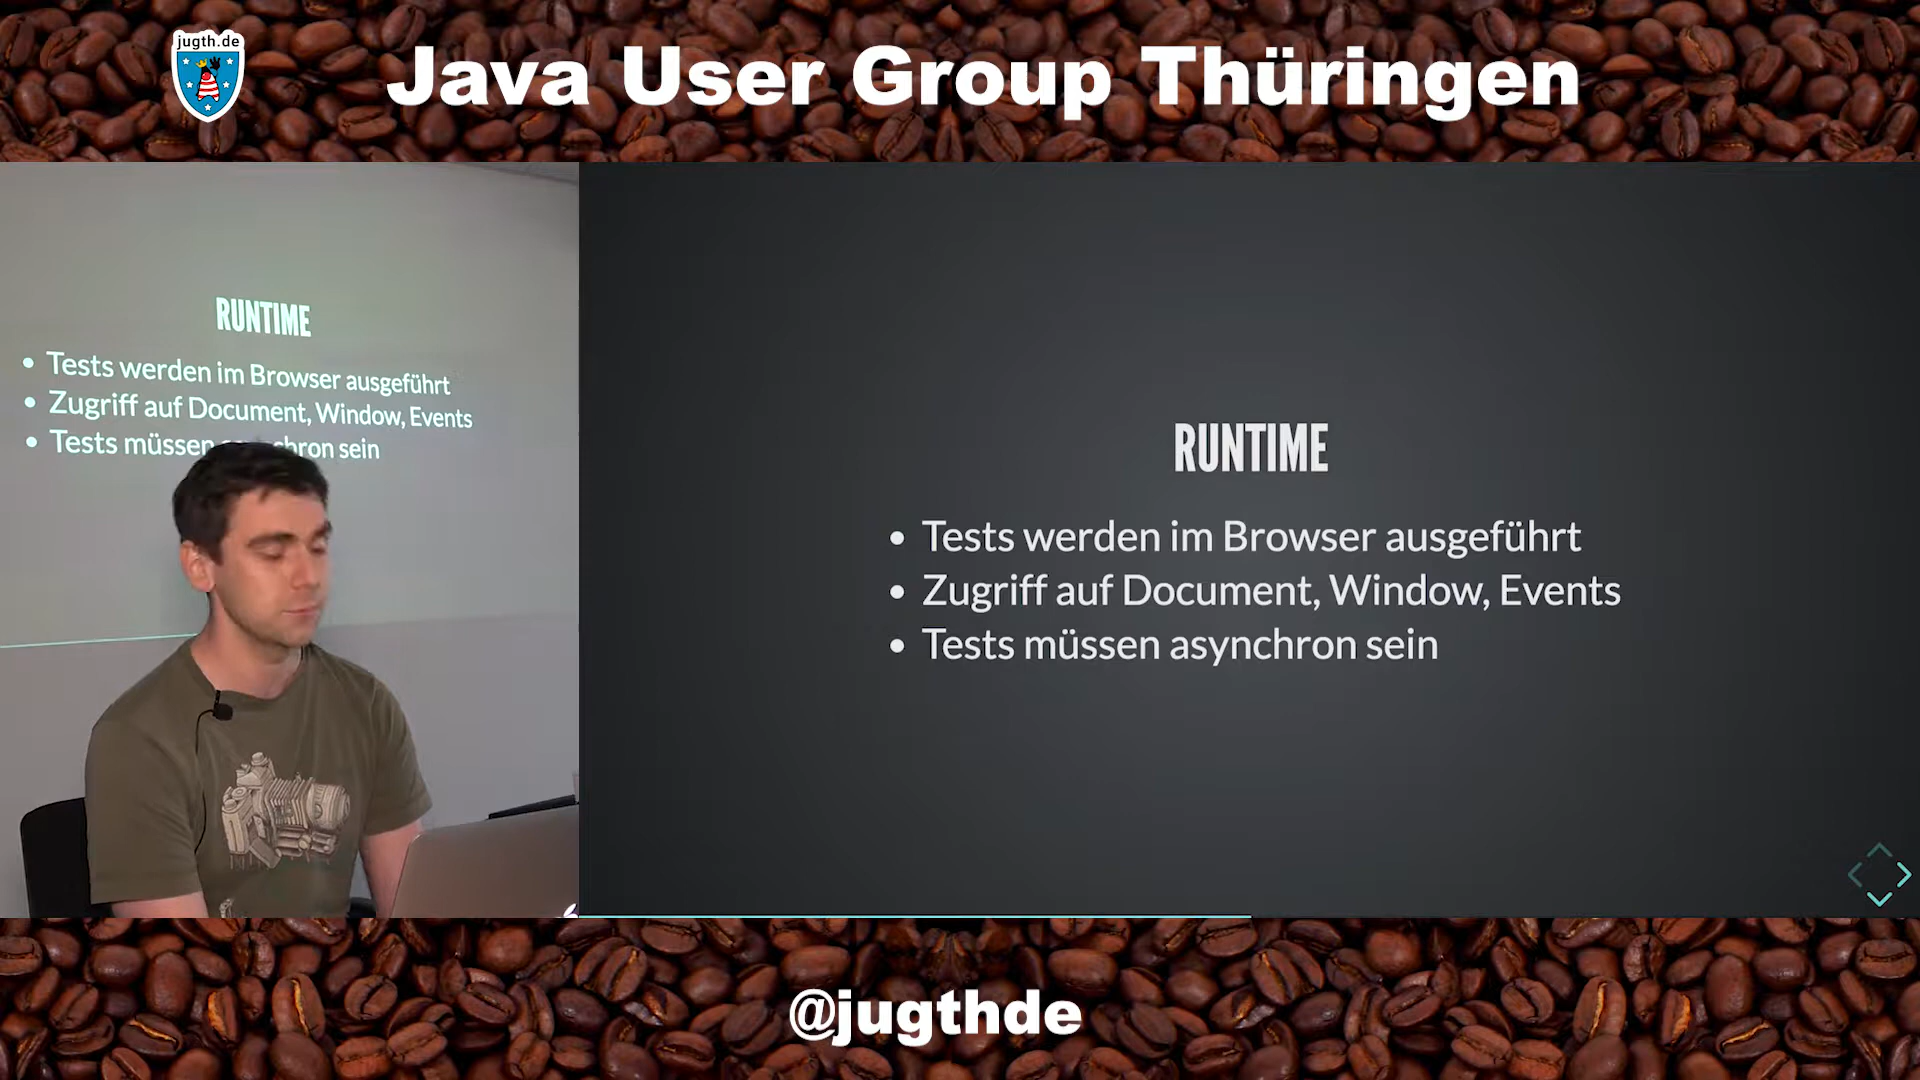 jugth.de
Java User Group Thüringen
RUNTIME
• Tests werden im Browser ausgeführt
• Zugriff auf Document, Window, Events
• Tests müssen chron sein
RUNTIME
• Tests werden im Browser ausgeführt
• Zugriff auf Document, Window, Events
• Tests müssen asynchron sein
@jugthde